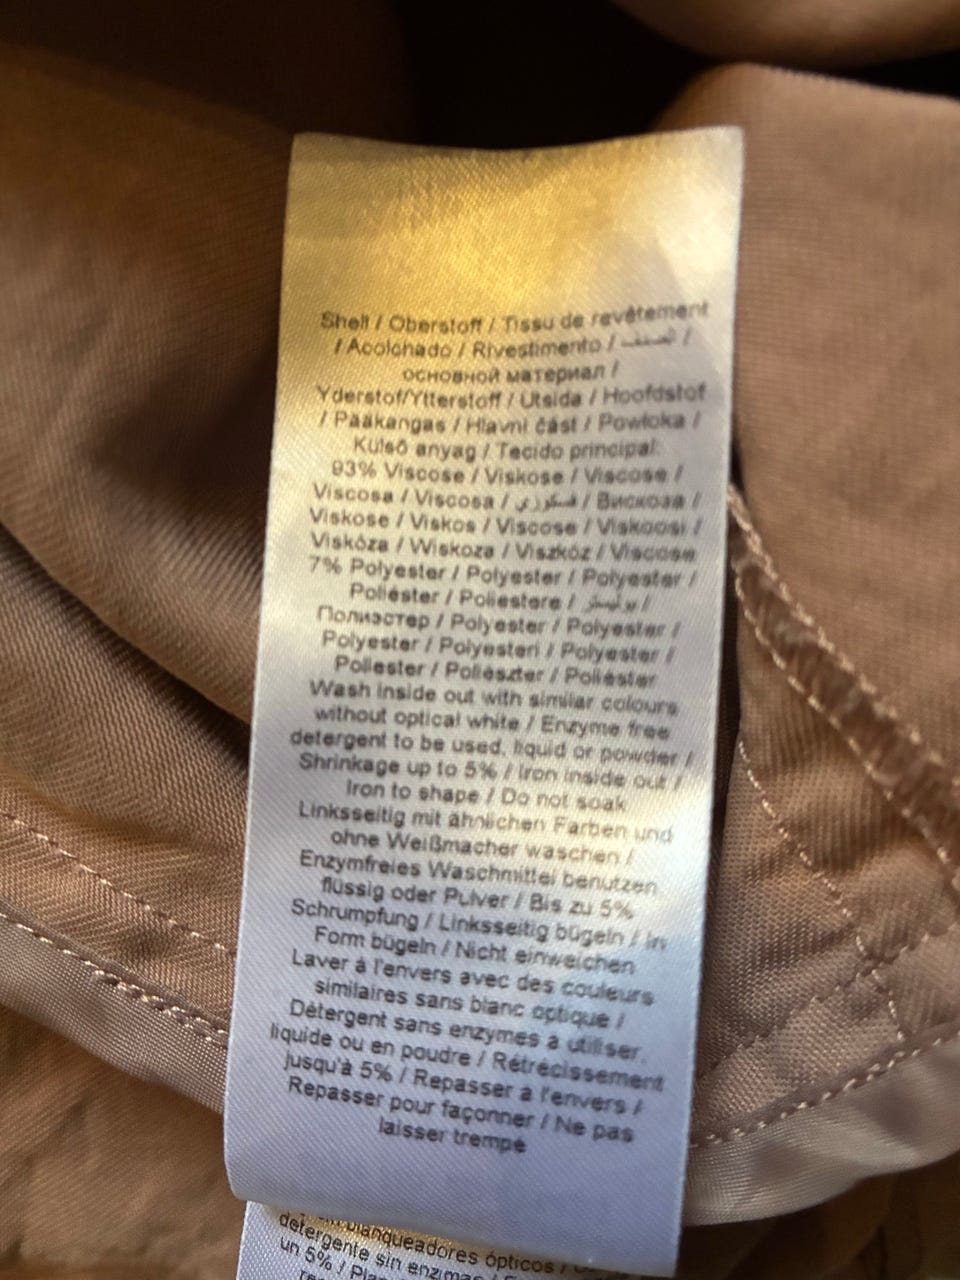 Shell / Oberstoff / Tissu de revêtement
/ Acolchado / Rivestimento / /
основной материал /
Yderstof/Ytterstoff / Utsida / Hoofdstof
/ Pääkangas / Hlavní část / Powłoka /
Külső anyag / Tecido principal:
93% Viscose / Viskose / Viscose /
Viscosa / Viscosa / فسكوزي / Вискоза /
Viskose / Viskos / Viscose / Viskoosi /
Viskóza / Wiskoza / Viszkóz / Viscose
7% Polyester / Polyester / Polyester /
Poliéster / Poliestere / بوليستر /
Полиэстер / Polyester / Polyester /
Polyester / Polyesteri / Polyester /
Poliester / Poliészter / Poliéster
Wash inside out with similar colours
without optical white / Enzyme free
detergent to be used, liquid or powder /
Shrinkage up to 5% / Iron inside out /
Iron to shape / Do not soak
Linksseitig mit ähnlichen Farben und
ohne Weißmacher waschen /
Enzymfreies Waschmittel benutzen,
flüssig oder Pulver / Bis zu 5%
Schrumpfung / Linksseitig bügeln / In
Form bügeln / Nicht einweichen
Laver à l'envers avec des couleurs
similaires sans blanc optique /
Détergent sans enzymes à utiliser,
liquide ou en poudre / Rétrécissement
jusqu'à 5% / Repasser à l'envers /
Repasser pour façonner / Ne pas
laisser trempé
blanqueadores ópticos /
detergente sin enzimas /
un 5% /